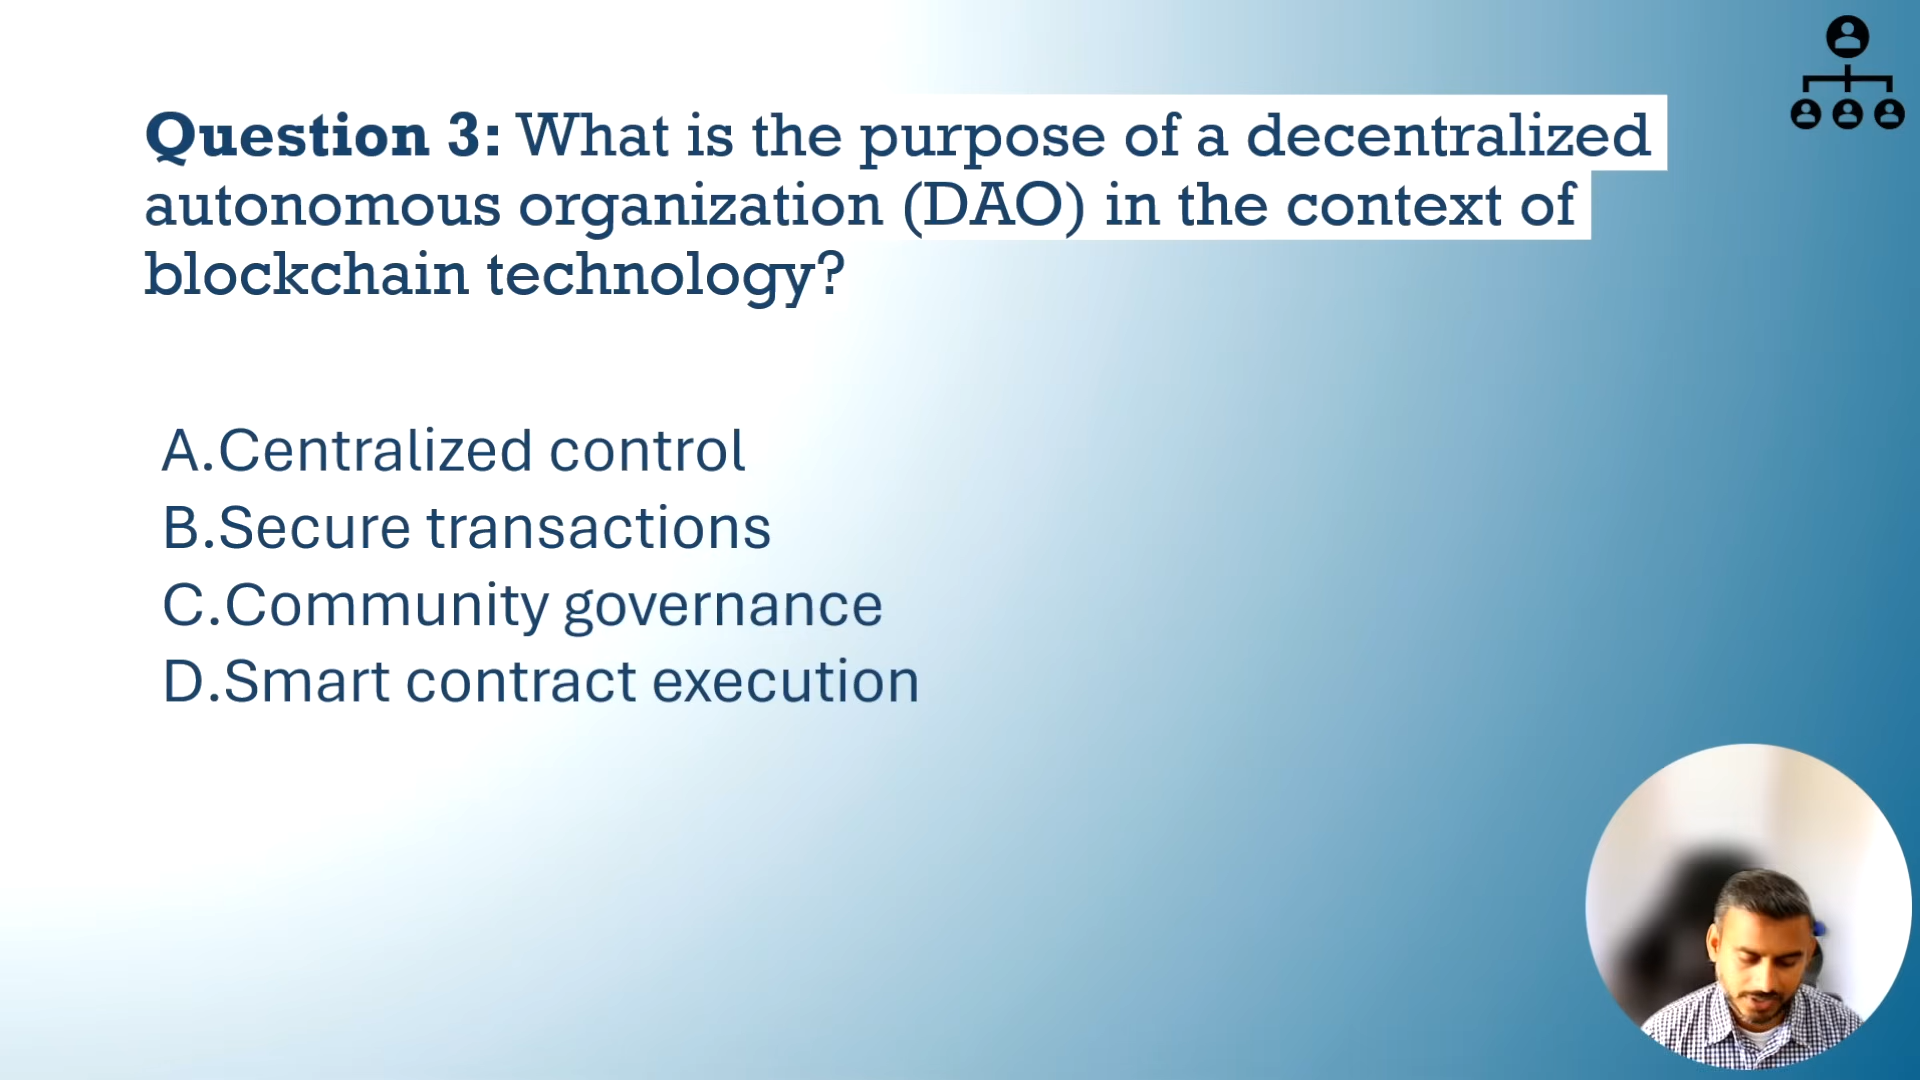 Question 3: What is the purpose of a decentralized
autonomous organization (DAO) in the context of
blockchain technology?
A.Centralized control
B.Secure transactions
C.Community governance
D.Smart contract execution